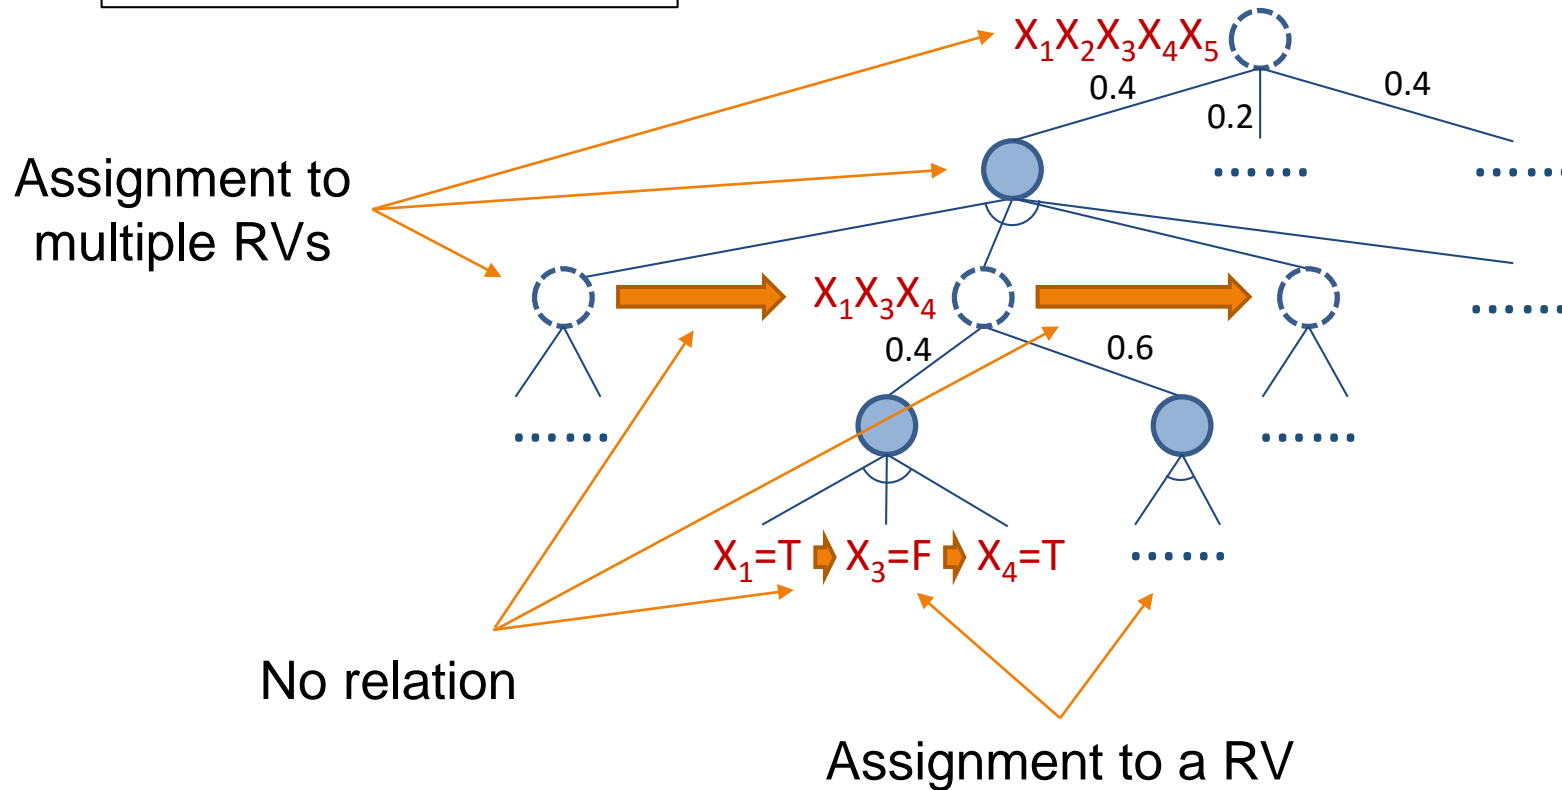 X₁X₂X₃X₄X₅
0.4
0.2
0.4
Assignment to
multiple RVs
......
......
X₁X₃X₄
......
0.4
0.6
......
......
X₁=T X₃=F X₄=T
......
No relation
Assignment to a RV